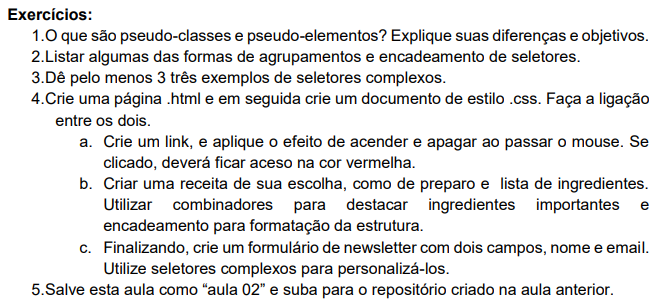 Exercícios:
1.O que são pseudo-classes e pseudo-elementos? Explique suas diferenças e objetivos.
2.Listar algumas das formas de agrupamentos e encadeamento de seletores.
3.Dê pelo menos 3 três exemplos de seletores complexos.
4.Crie uma página .html e em seguida crie um documento de estilo .css. Faça a ligação
entre os dois.
a. Crie um link, e aplique o efeito de acender e apagar ao passar o mouse. Se
clicado, deverá ficar aceso na cor vermelha.
b. Criar uma receita de sua escolha, como de preparo e lista de ingredientes.
Utilizar combinadores para destacar ingredientes importantes e
encadeamento para formatação da estrutura.
c. Finalizando, crie um formulário de newsletter com dois campos, nome e email.
Utilize seletores complexos para personalizá-los.
5.Salve esta aula como “aula 02” e suba para o repositório criado na aula anterior.